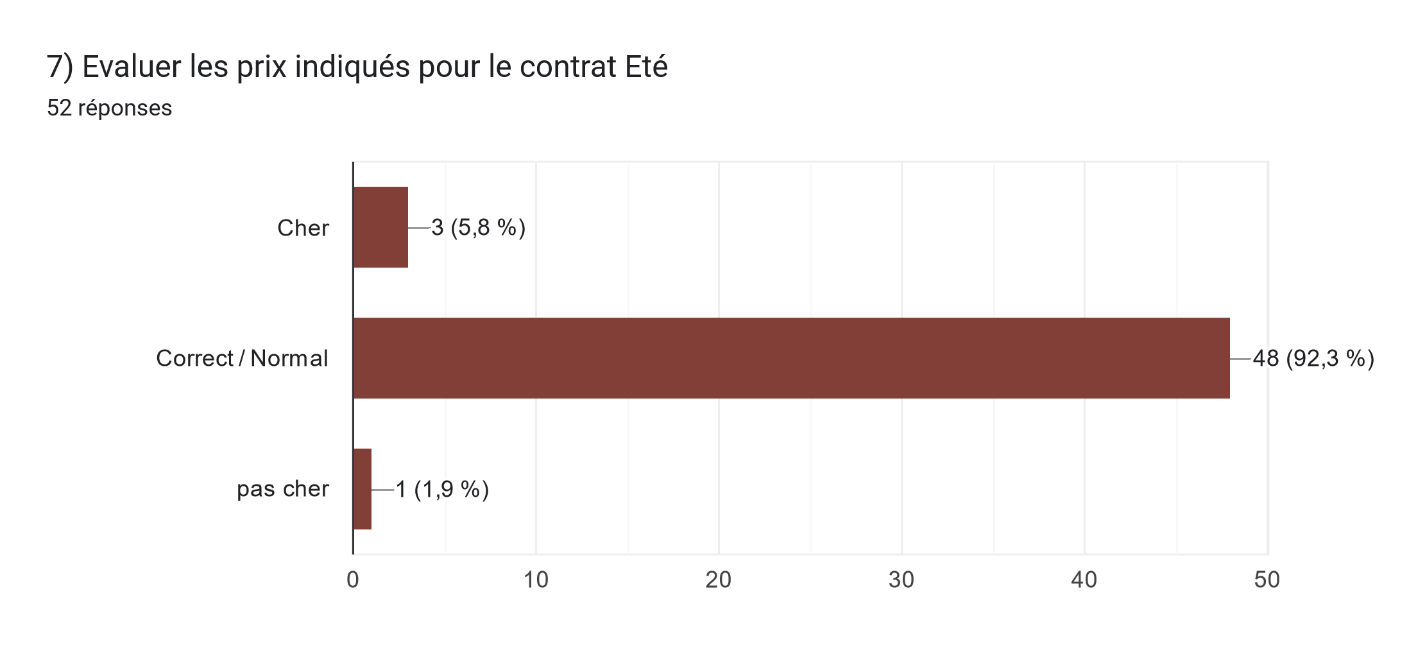 7) Evaluer les prix indiqués pour le contrat Eté
52 réponses
Cher
3 (5,8 %)
Correct / Normal
48 (92,3 %)
pas cher
1 (1,9 %)
0 10 20 30 40 50